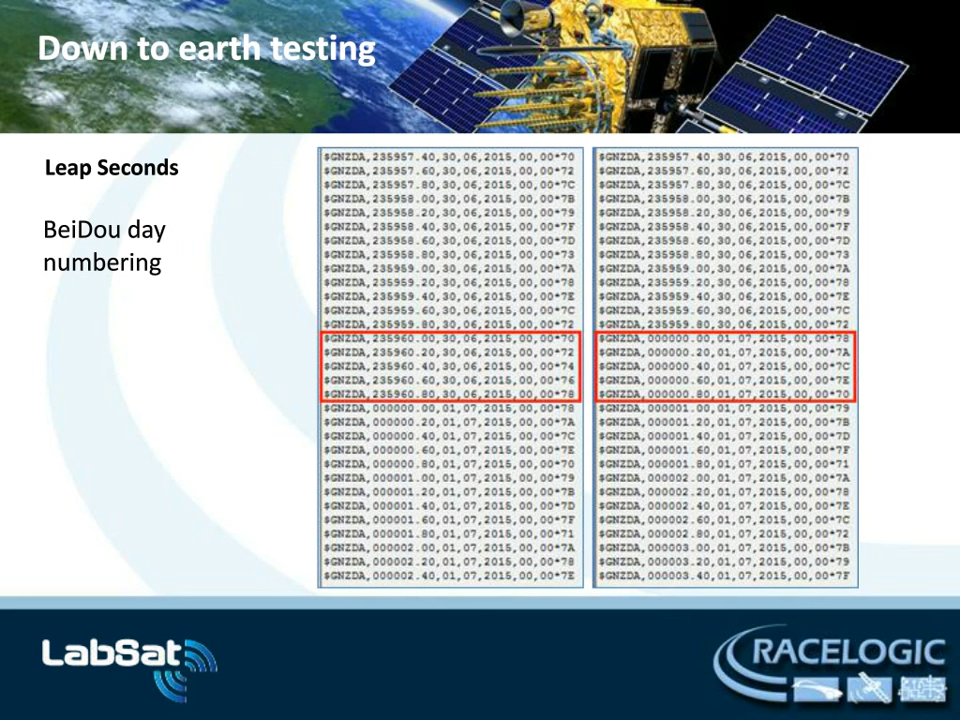 Down to earth testing
Leap Seconds
BeiDou day
numbering
$GNZDA,235957.40,30,06,2015,00,00*70
$GNZDA,235957.60,30,06,2015,00,00*72
$GNZDA,235957.80,30,06,2015,00,00*7C
$GNZDA,235958.00,30,06,2015,00,00*7B
$GNZDA,235958.20,30,06,2015,00,00*79
$GNZDA,235958.40,30,06,2015,00,00*7F
$GNZDA,235958.60,30,06,2015,00,00*7D
$GNZDA,235958.80,30,06,2015,00,00*73
$GNZDA,235959.00,30,06,2015,00,00*7A
$GNZDA,235959.20,30,06,2015,00,00*78
$GNZDA,235959.40,30,06,2015,00,00*7E
$GNZDA,235959.60,30,06,2015,00,00*7C
$GNZDA,235959.80,30,06,2015,00,00*72
$GNZDA,235960.00,30,06,2015,00,00*70
$GNZDA,235960.20,30,06,2015,00,00*72
$GNZDA,235960.40,30,06,2015,00,00*74
$GNZDA,235960.60,30,06,2015,00,00*76
$GNZDA,235960.80,30,06,2015,00,00*78
$GNZDA,000000.00,01,07,2015,00,00*78
$GNZDA,000000.20,01,07,2015,00,00*7A
$GNZDA,000000.40,01,07,2015,00,00*7C
$GNZDA,000000.60,01,07,2015,00,00*7E
$GNZDA,000000.80,01,07,2015,00,00*70
$GNZDA,000001.00,01,07,2015,00,00*79
$GNZDA,000001.20,01,07,2015,00,00*7B
$GNZDA,000001.40,01,07,2015,00,00*7D
$GNZDA,000001.60,01,07,2015,00,00*7F
$GNZDA,000001.80,01,07,2015,00,00*71
$GNZDA,000002.00,01,07,2015,00,00*7A
$GNZDA,000002.20,01,07,2015,00,00*78
$GNZDA,000002.40,01,07,2015,00,00*7E
$GNZDA,235957.40,30,06,2015,00,00*70
$GNZDA,235957.60,30,06,2015,00,00*72
$GNZDA,235957.80,30,06,2015,00,00*7C
$GNZDA,235958.00,30,06,2015,00,00*7B
$GNZDA,235958.20,30,06,2015,00,00*79
$GNZDA,235958.40,30,06,2015,00,00*7F
$GNZDA,235958.60,30,06,2015,00,00*7D
$GNZDA,235958.80,30,06,2015,00,00*73
$GNZDA,235959.00,30,06,2015,00,00*7A
$GNZDA,235959.20,30,06,2015,00,00*78
$GNZDA,235959.40,30,06,2015,00,00*7E
$GNZDA,235959.60,30,06,2015,00,00*7C
$GNZDA,235959.80,30,06,2015,00,00*72
$GNZDA,000000.00,01,07,2015,00,00*78
$GNZDA,000000.20,01,07,2015,00,00*7A
$GNZDA,000000.40,01,07,2015,00,00*7C
$GNZDA,000000.60,01,07,2015,00,00*7E
$GNZDA,000000.80,01,07,2015,00,00*70
$GNZDA,000001.00,01,07,2015,00,00*79
$GNZDA,000001.20,01,07,2015,00,00*7B
$GNZDA,000001.40,01,07,2015,00,00*7D
$GNZDA,000001.60,01,07,2015,00,00*7F
$GNZDA,000001.80,01,07,2015,00,00*71
$GNZDA,000002.00,01,07,2015,00,00*7A
$GNZDA,000002.20,01,07,2015,00,00*78
$GNZDA,000002.40,01,07,2015,00,00*7E
$GNZDA,000002.60,01,07,2015,00,00*7C
$GNZDA,000002.80,01,07,2015,00,00*72
$GNZDA,000003.00,01,07,2015,00,00*7B
$GNZDA,000003.20,01,07,2015,00,00*79
$GNZDA,000003.40,01,07,2015,00,00*7F
LabSat
RACELOGIC